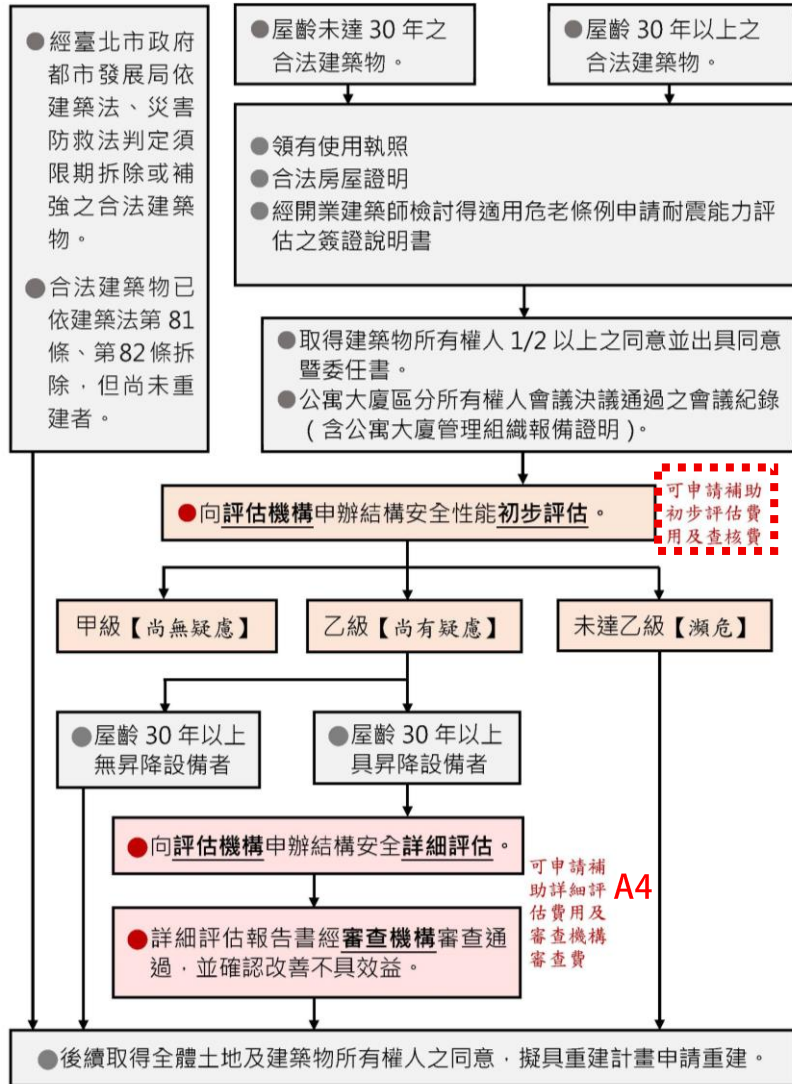 ●經臺北市政府
都市發展局依
建築法、災害
防救法判定須
限期拆除或補
強之合法建築
物。
●合法建築物已
依建築法第 81
條、第 82 條拆
除，但尚未重
建者。
●屋齡未達 30 年之
合法建築物。
●屋齡 30 年以上之
合法建築物。
●領有使用執照
●合法房屋證明
●經開業建築師檢討得適用危老條例申請耐震能力評
估之簽證說明書
●取得建築物所有權人 1/2 以上之同意並出具同意
暨委任書。
●公寓大廈區分所有權人會議決議通過之會議紀錄
(含公寓大廈管理組織報備證明)。
●向評估機構申辦結構安全性能初步評估。
可申請補助
初步評估費
用及查核費
甲級【尚無疑慮】
乙級【尚有疑慮】
未達乙級【瀕危】
●屋齡 30 年以上
無昇降設備者
●屋齡 30 年以上
具昇降設備者
●向評估機構申辦結構安全詳細評估。
●詳細評估報告書經審查機構審查通
過，並確認改善不具效益。
可申請補
助詳細評
估費用及
審查機構
審查費
A4
●後續取得全體土地及建築物所有權人之同意，擬具重建計畫申請重建。